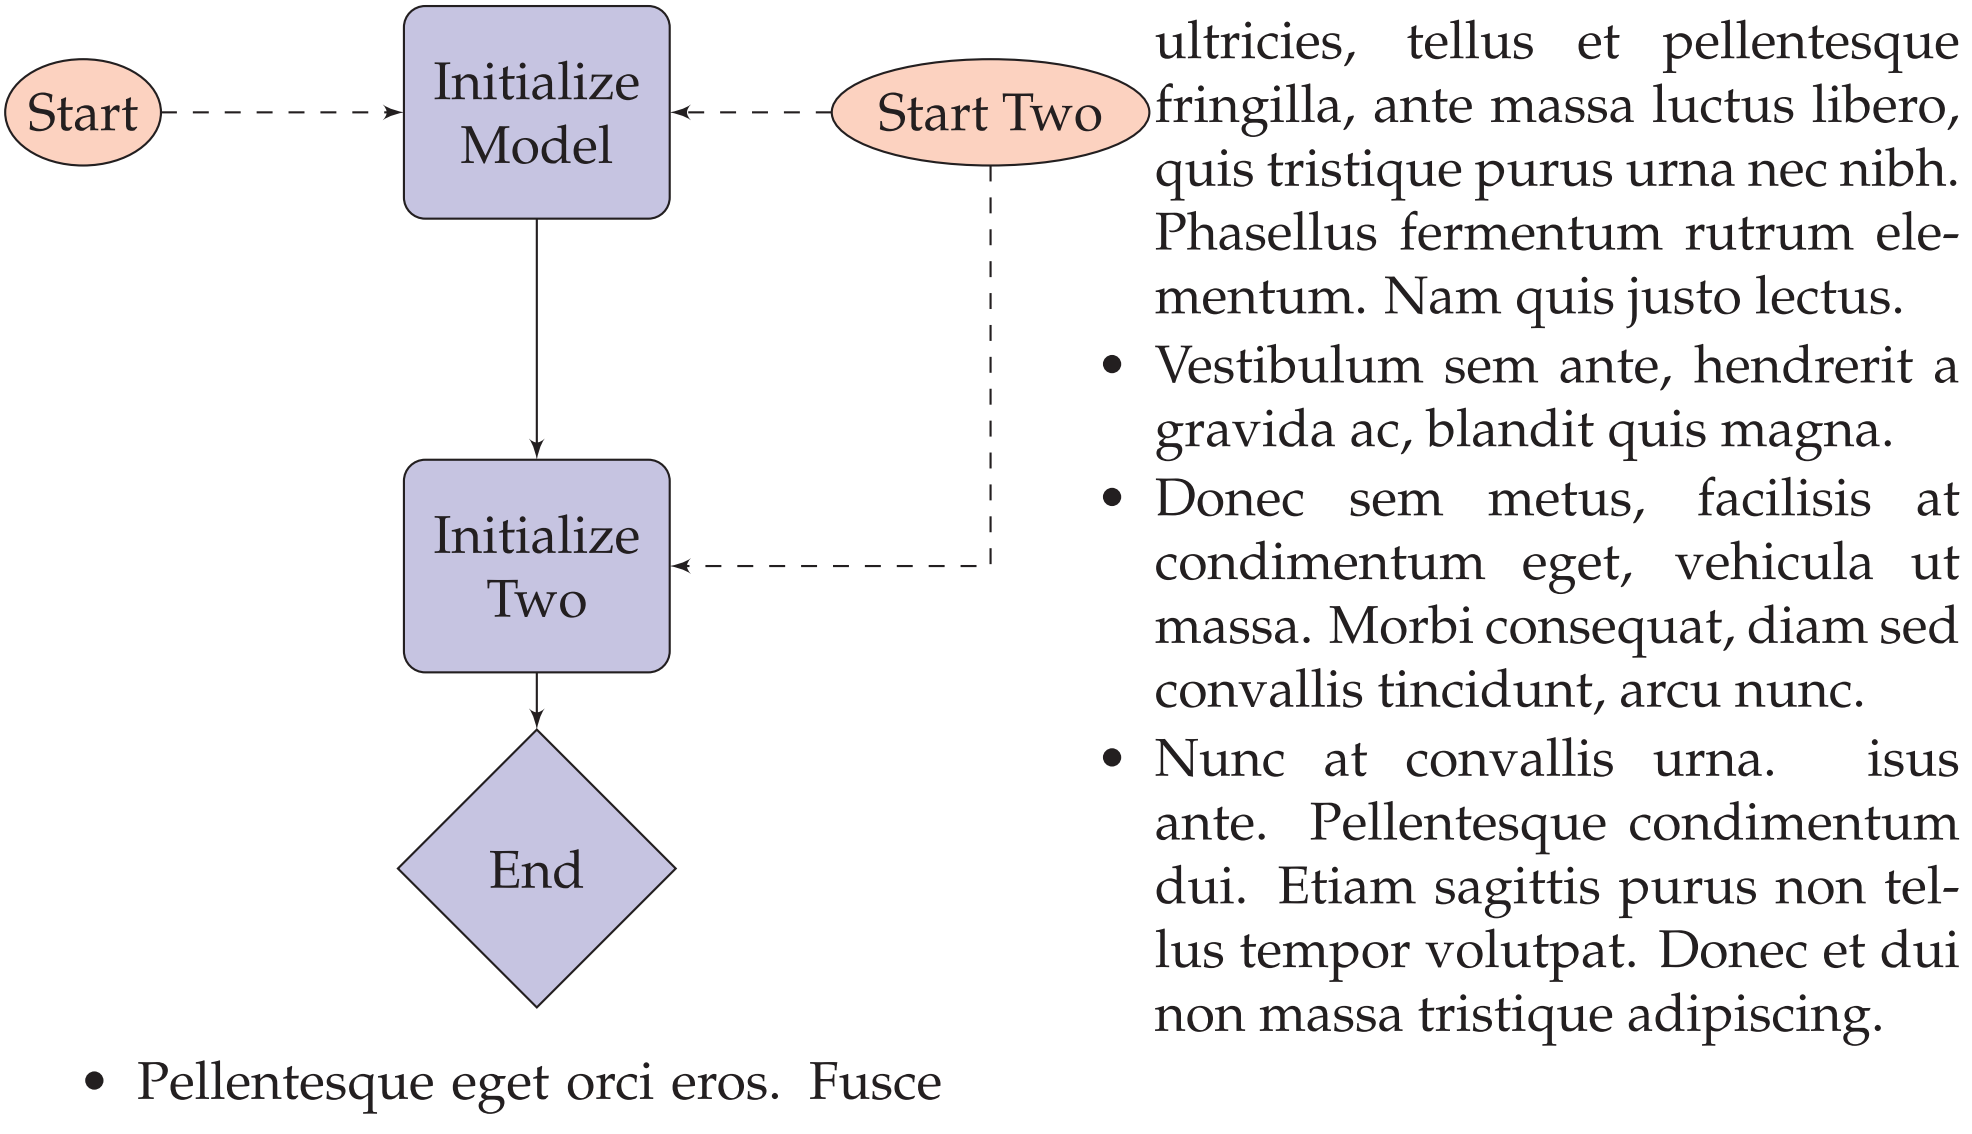 Start
Initialize
Model
Start Two
Initialize
Two
End
• Pellentesque eget orci eros. Fusce
ultricies, tellus et pellentesque
fringilla, ante massa luctus libero,
quis tristique purus urna nec nibh.
Phasellus fermentum rutrum ele-
mentum. Nam quis justo lectus.
• Vestibulum sem ante, hendrerit a
gravida ac, blandit quis magna.
• Donec sem metus, facilisis at
condimentum eget, vehicula ut
massa. Morbi consequat, diam sed
convallis tincidunt, arcu nunc.
• Nunc at convallis urna. isus
ante. Pellentesque condimentum
dui. Etiam sagittis purus non tel-
lus tempor volutpat. Donec et dui
non massa tristique adipiscing.